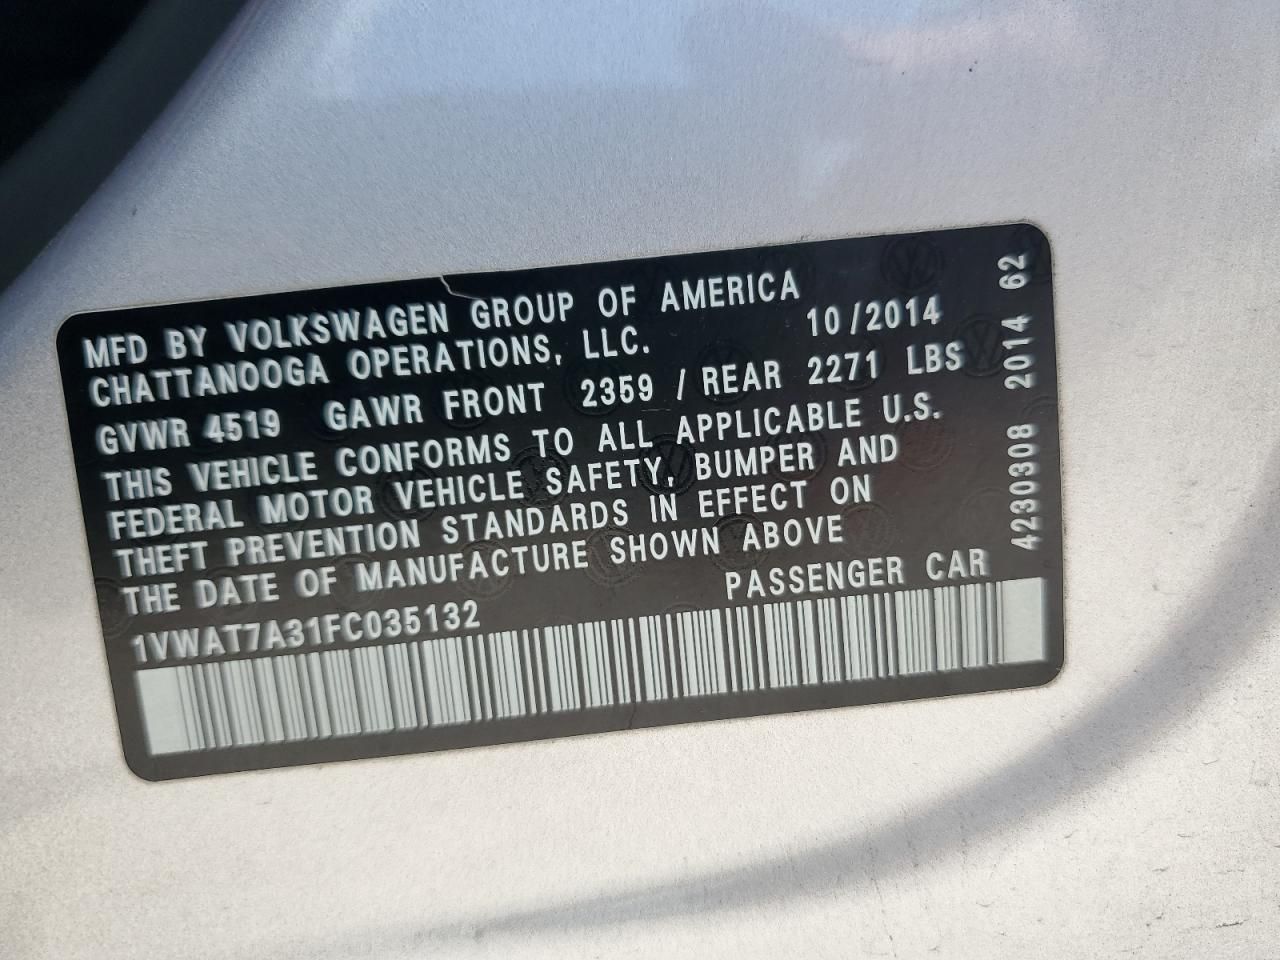 MFD BY VOLKSWAGEN GROUP OF AMERICA
CHATTANOOGA OPERATIONS, LLC. 10/2014
GVWR 4519 GAWR FRONT 2359 / REAR 2271 LBS
THIS VEHICLE CONFORMS TO ALL APPLICABLE U.S.
FEDERAL MOTOR VEHICLE SAFETY, BUMPER AND
THEFT PREVENTION STANDARDS IN EFFECT ON
THE DATE OF MANUFACTURE SHOWN ABOVE
1VWAT7A31FC035132 PASSENGER CAR
4230308 2014 62